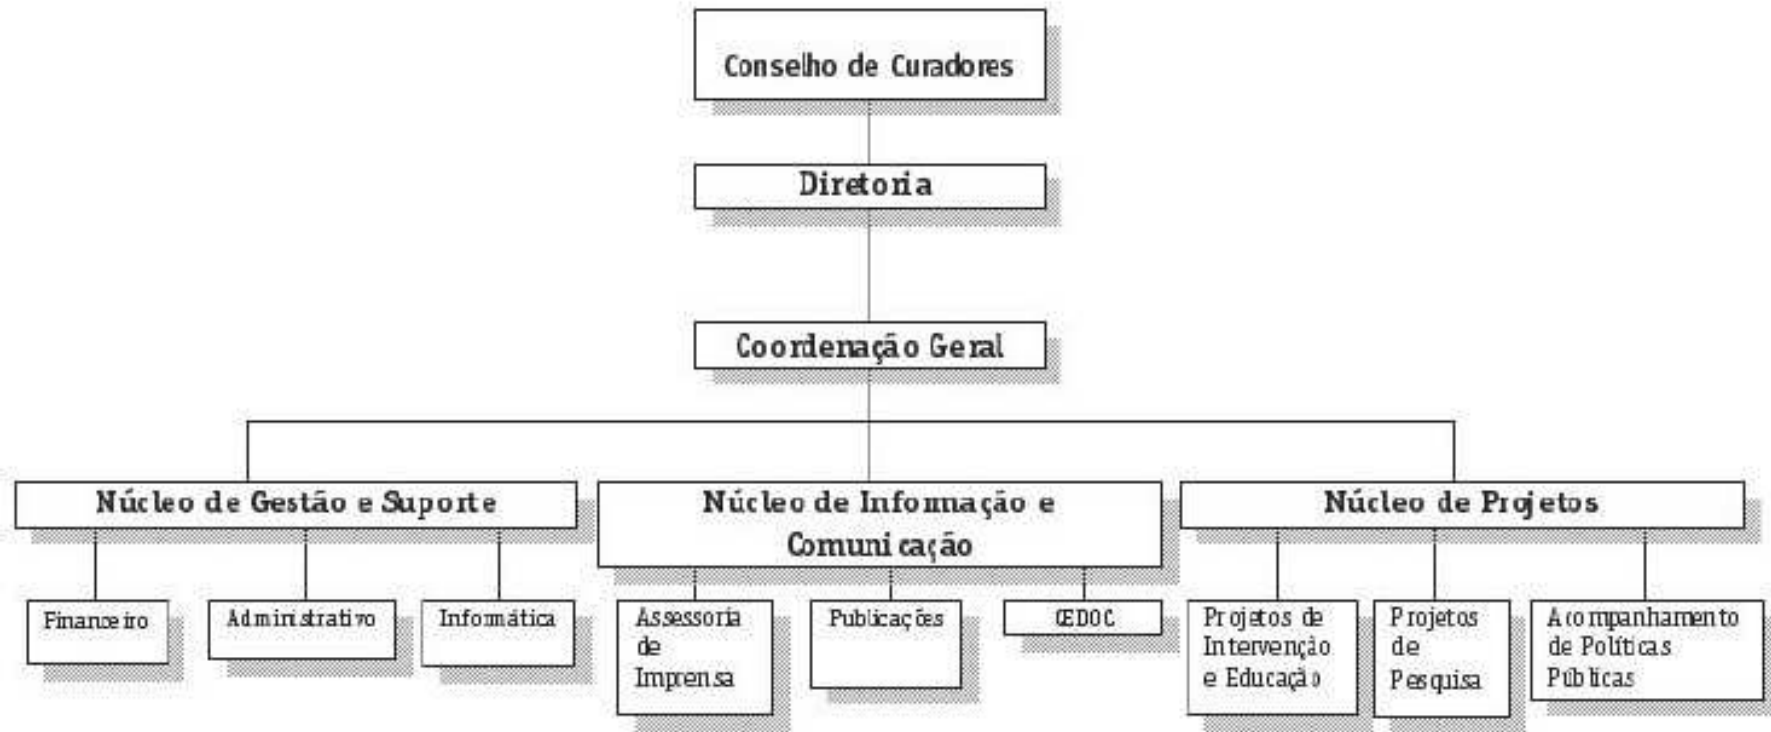 Conselho de Curadores
Diretoria
Coordenação Geral
Núcleo de Gestão e Suporte
Núcleo de Informação e
Comunicação
Núcleo de Projetos
Financeiro
Administrativo
Informática
Assessoria
de
Imprensa
Publicações
CEDOC
Projetos de
Intervenção
e Educação
Projetos
de
Pesquisa
Acompanhamento
de Políticas
Públicas